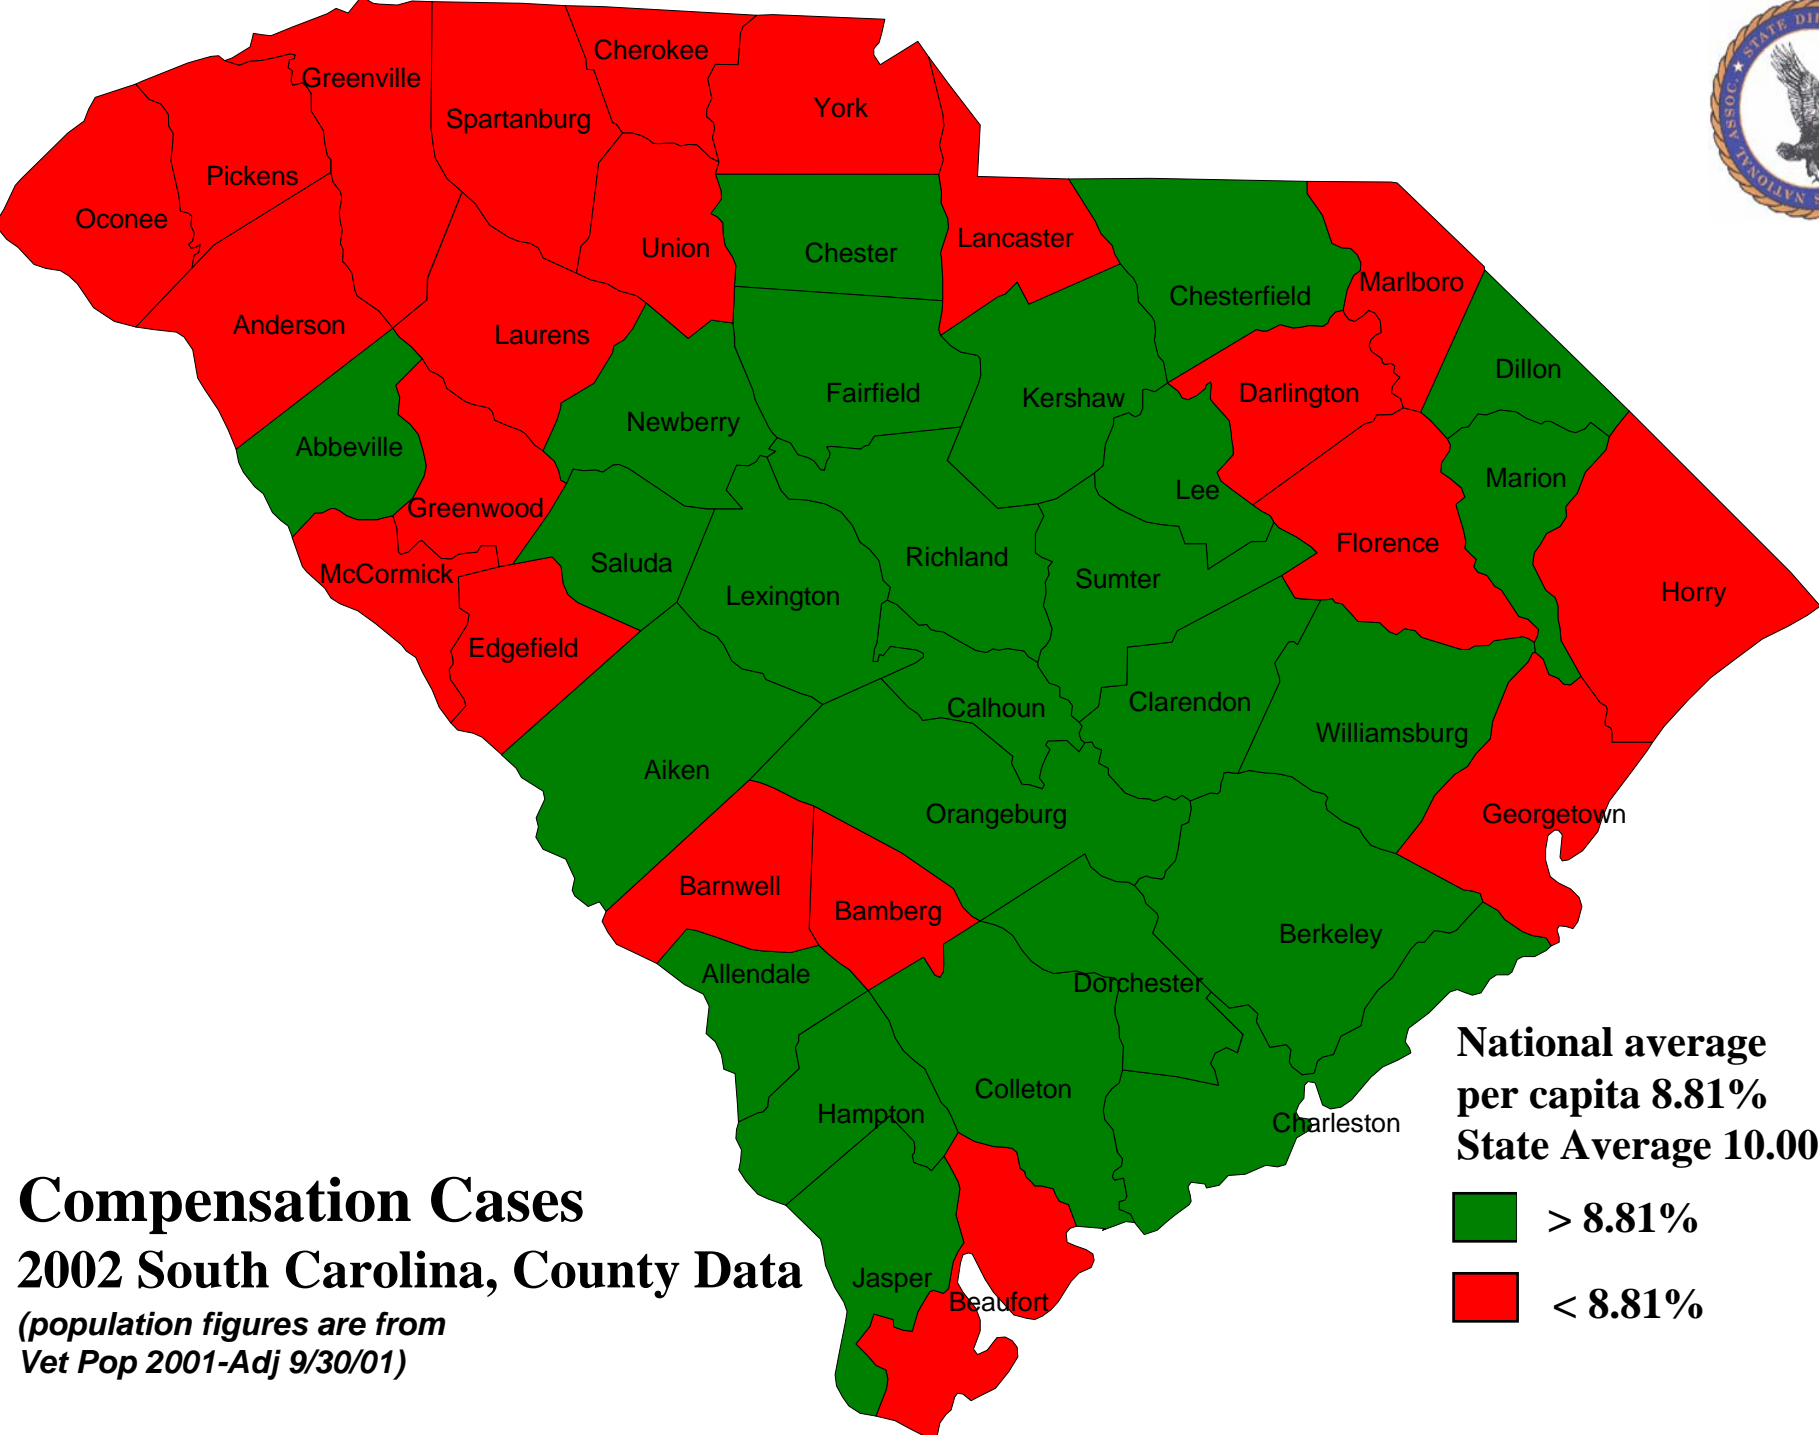 Cherokee
Greenville
York
Spartanburg
Pickens
Oconee
Union
Lancaster
Chester
Marlboro
Chesterfield
Anderson
Laurens
Dillon
Fairfield
Darlington
Kershaw
Newberry
Abbeville
Marion
Lee
Greenwood
Florence
Richland
Saluda
McCormick
Sumter
Horry
Lexington
Edgefield
Clarendon
Calhoun
Williamsburg
Aiken
Orangeburg
Georgetown
Barnwell
Bamberg
Berkeley
Allendale
Dorchester
Colleton
Hampton
Charleston
Jasper
Beaufort
National average
per capita 8.81%
State Average 10.00
> 8.81%
< 8.81%
Compensation Cases
2002 South Carolina, County Data
(population figures are from
Vet Pop 2001-Adj 9/30/01)
NATIONAL ASSOC. ★ STATE